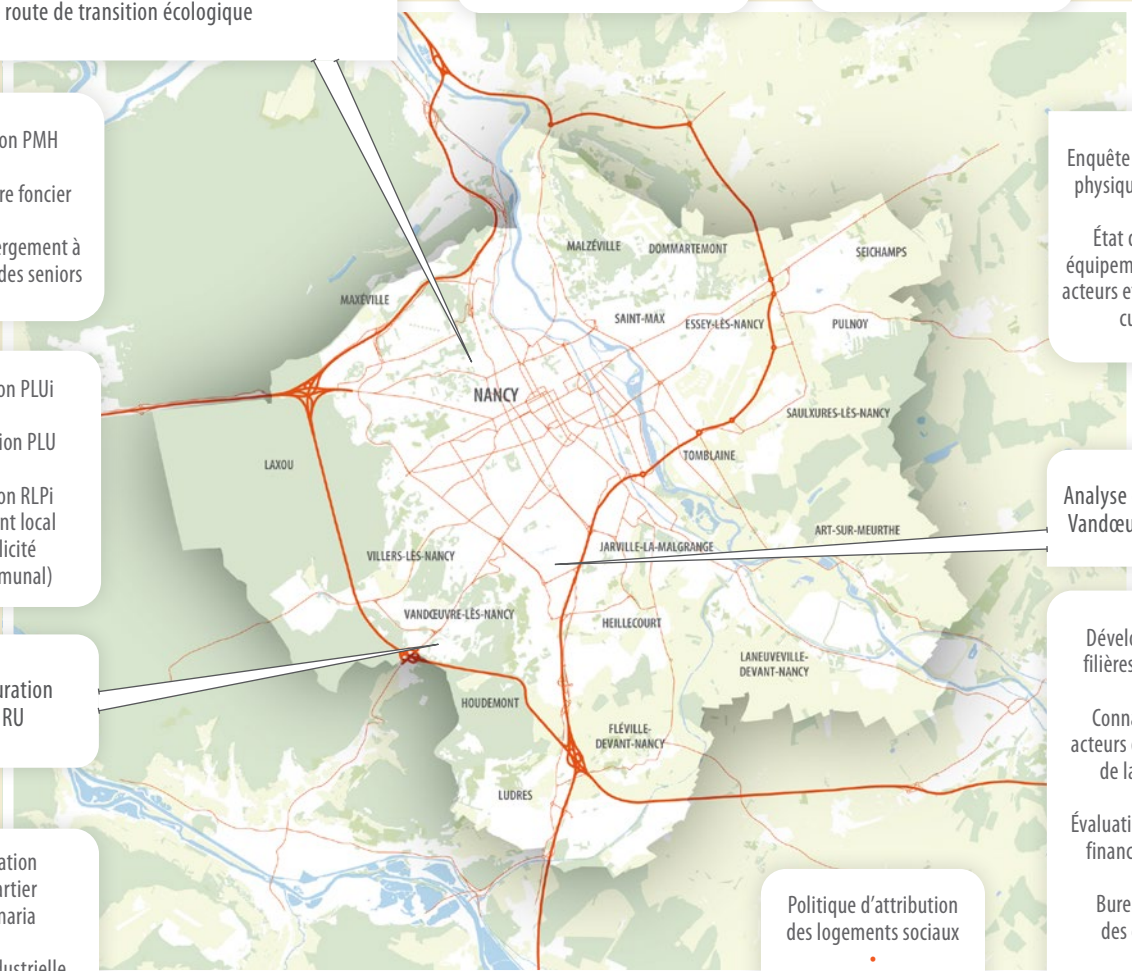 route de transition écologique
on PMH
re foncier
ergement à
des seniors
on PLUi
ion PLU
on RLPi
nt local
licité
munal)
uration
RU
ation
artier
naria
dustrielle
MALZÉVILLE
DOMMARTEMONT
SEICHAMPS
MAXÉVILLE
SAINT-MAX
ESSEY-LÈS-NANCY
PULNOY
NANCY
SAULXURES-LÈS-NANCY
LAXOU
TOMBLAINE
ART-SUR-MEURTHE
VILLERS-LÈS-NANCY
JARVILLE-LA-MALGRANGE
VANDŒUVRE-LÈS-NANCY
HEILLECOURT
LANEUVEVILLE-
DEVANT-NANCY
HOUDEMONT
FLÉVILLE-
DEVANT-NANCY
LUDRES
Enquête
physiqu
État d
équipem
acteurs e
cu
Analyse
Vandœu
Dévelo
filières
Conna
acteurs
de la
Évaluati
financ
Bure
des
Politique d'attribution
des logements sociaux